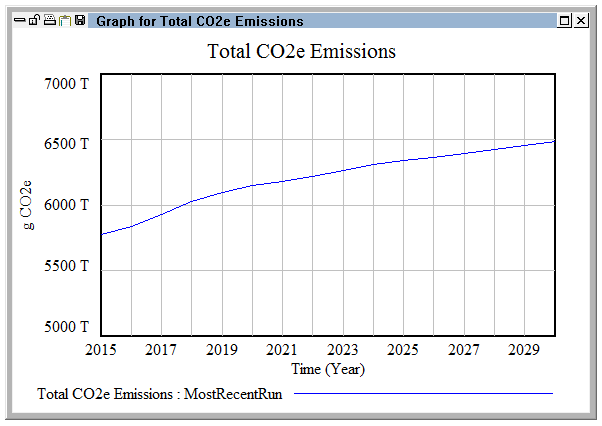 Graph for Total CO2e Emissions
Total CO2e Emissions
7000 T
6500 T
6000 T
5500 T
5000 T
g CO2e
2015 2017 2019 2021 2023 2025 2027 2029
Time (Year)
Total CO2e Emissions : MostRecentRun